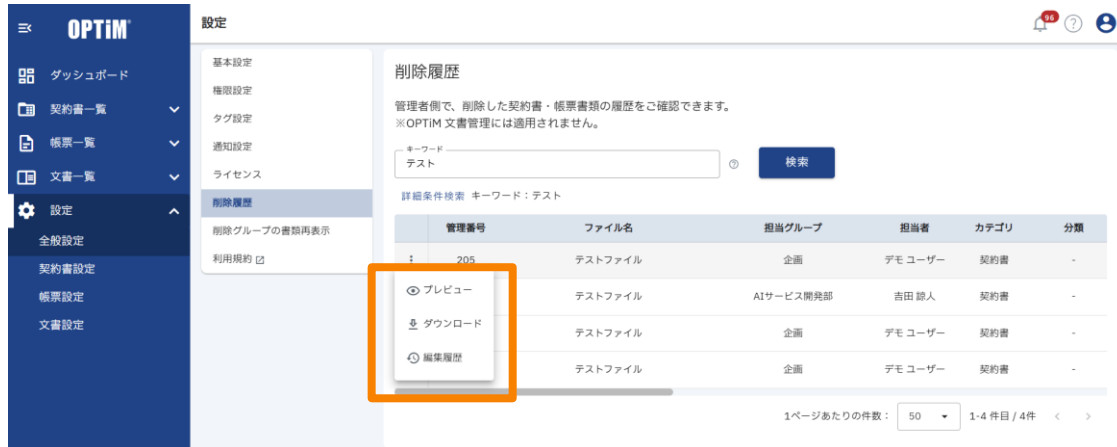 OPTiM
ダッシュボード
契約書一覧
帳票一覧
文書一覧
設定
全般設定
契約書設定
帳票設定
文書設定
設定
96
基本設定
権限設定
タグ設定
通知設定
ライセンス
削除履歴
削除グループの書類再表示
利用規約
削除履歴
管理者側で、削除した契約書・帳票書類の履歴をご確認できます。
※OPTiM 文書管理には適用されません。
キーワード
テスト
検索
詳細条件検索 キーワード：テスト
管理番号 ファイル名 担当グループ 担当者 カテゴリ 分類
205 テストファイル 企画 デモ ユーザー 契約書 -
テストファイル AIサービス開発部 吉田 諒人 契約書 -
テストファイル 企画 デモ ユーザー 契約書 -
テストファイル 企画 デモ ユーザー 契約書 -
プレビュー
ダウンロード
編集履歴
1ページあたりの件数： 50 1-4 件目 / 4件